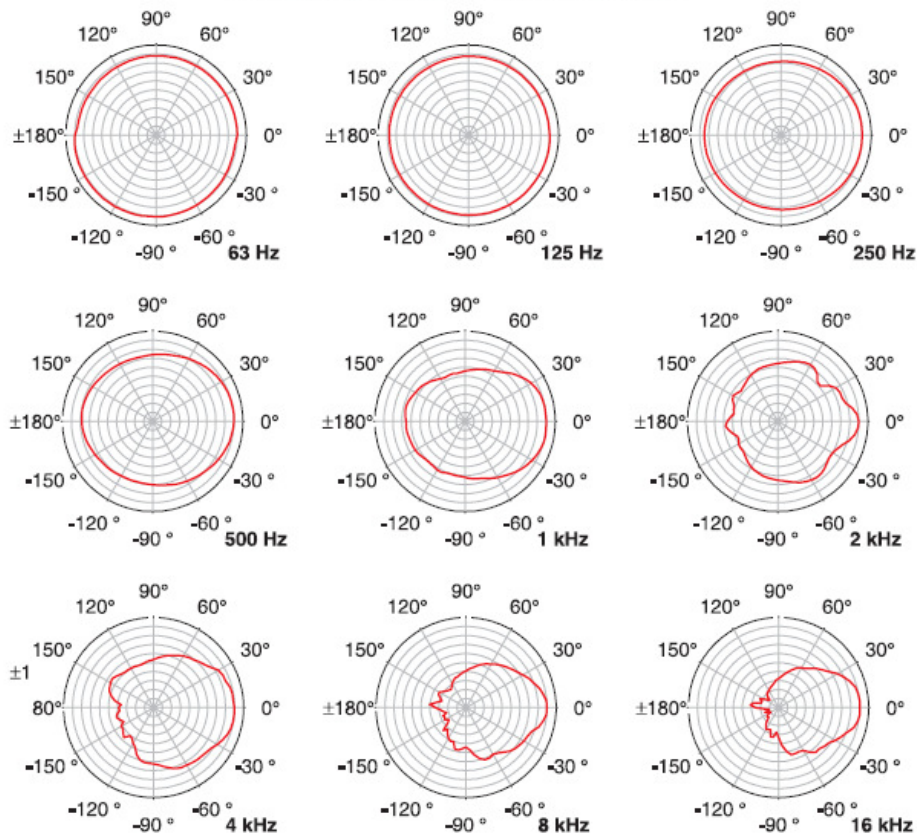 90° 90° 90°
120° 60° 120° 60° 120° 60°
150° 30° 150° 30° 150° 30°
±180° 0° ±180° 0° ±180° 0°
-150 ° -30 ° -150 ° -30 ° -150 ° -30 °
-120 ° -60 ° -120 ° -60 ° -120 ° -60 °
-90 ° 63 Hz -90 ° 125 Hz -90 ° 250 Hz
90° 90° 90°
120° 60° 120° 60° 120° 60°
150° 30° 150° 30° 150° 30°
±180° 0° ±180° 0° ±180° 0°
-150 ° -30 ° -150 ° -30 ° -150 ° -30 °
-120 ° -60 ° -120 ° -60 ° -120 ° -60 °
-90 ° 500 Hz -90 ° 1 kHz -90 ° 2 kHz
90° 90° 90°
120° 60° 120° 60° 120° 60°
150° 30° 150° 30° 150° 30°
±1
80° 0° ±180° 0° ±180° 0°
-150 ° -30 ° -150 ° -30 ° -150 ° -30 °
-120 ° -60 ° -120 ° -60 ° -120 ° -60 °
-90 ° 4 kHz -90 ° 8 kHz -90 ° 16 kHz